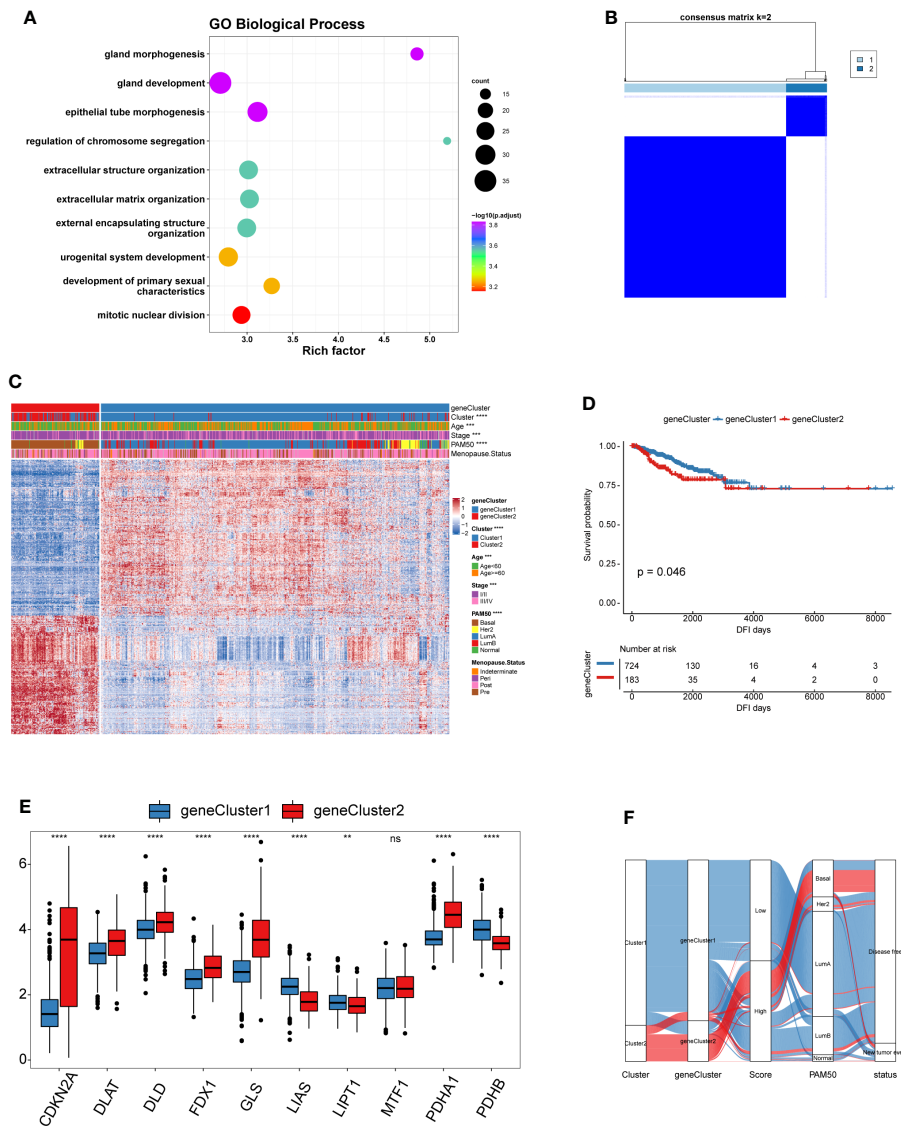 A
GO Biological Process
gland morphogenesis
gland development
epithelial tube morphogenesis
regulation of chromosome segregation
extracellular structure organization
extracellular matrix organization
external encapsulating structure
organization
urogenital system development
development of primary sexual
characteristics
mitotic nuclear division
3.0 3.5 4.0 4.5 5.0
Rich factor
count
15
20
25
30
35
−log10(p.adjust)
3.8
3.6
3.4
3.2
B
consensus matrix k=2
1
2
C
geneCluster
Cluster ****
Age ***
Stage ***
PAM50 ****
Menopause.Status
2
1
0
−1
−2
geneCluster
geneCluster1
geneCluster2
Cluster ****
Cluster1
Cluster2
Age ***
Age<60
Age>=60
Stage ***
I/II
III/IV
PAM50 ****
Basal
Her2
LumA
LumB
Normal
Menopause.Status
Indeterminate
Peri
Post
Pre
D
geneCluster geneCluster1 geneCluster2
Survival probability
1.00
0.75
0.50
0.25
0.00
p = 0.046
0 2000 4000 6000 8000
DFI days
Number at risk
geneCluster
724 130 16 4 3
183 35 4 2 0
0 2000 4000 6000 8000
DFI days
E
geneCluster1 geneCluster2
**** **** **** **** **** **** ** ns **** ****
6
4
2
0
CDKN2A DLAT DLD FDX1 GLS LIAS LIPT1 MTF1 PDHA1 PDHB
F
Cluster1
Cluster2
geneCluster1
geneCluster2
Low
High
Basal
Her2
LumA
LumB
Normal
Disease free
New tumor eve
Cluster geneCluster Score PAM50 status